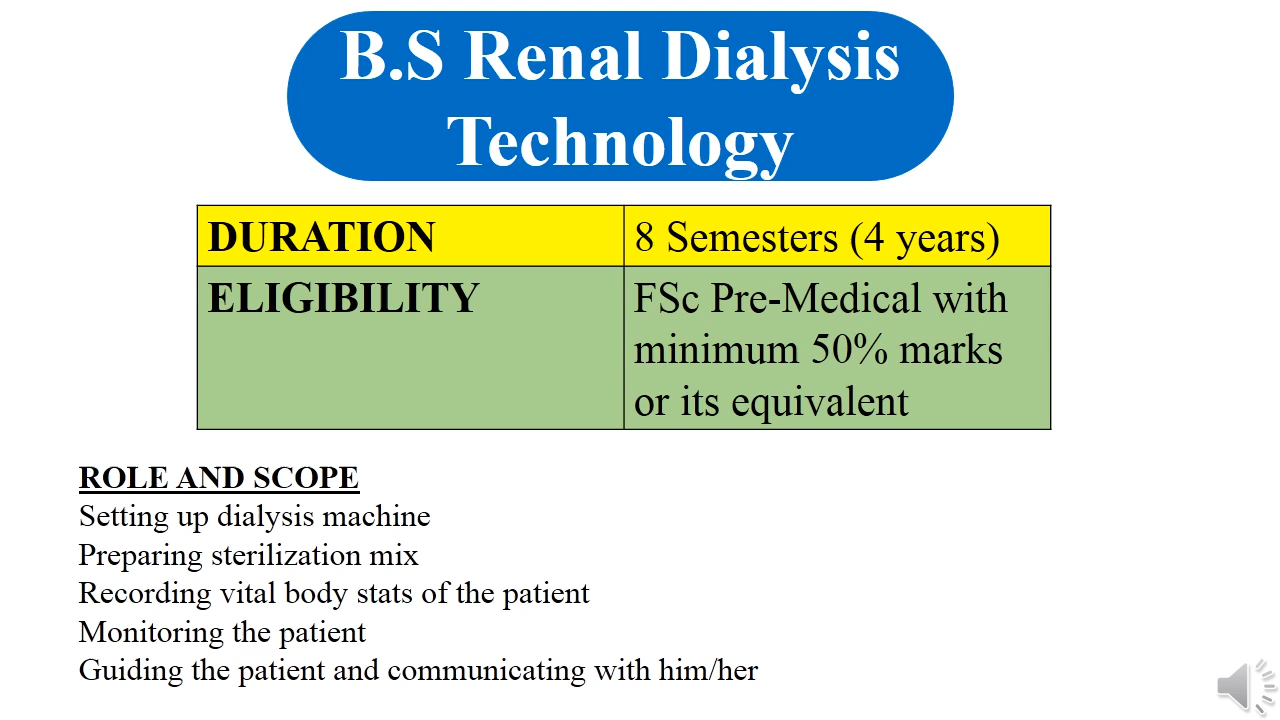 B.S Renal Dialysis
Technology
DURATION
8 Semesters (4 years)
ELIGIBILITY
FSc Pre-Medical with
minimum 50% marks
or its equivalent
ROLE AND SCOPE
Setting up dialysis machine
Preparing sterilization mix
Recording vital body stats of the patient
Monitoring the patient
Guiding the patient and communicating with him/her